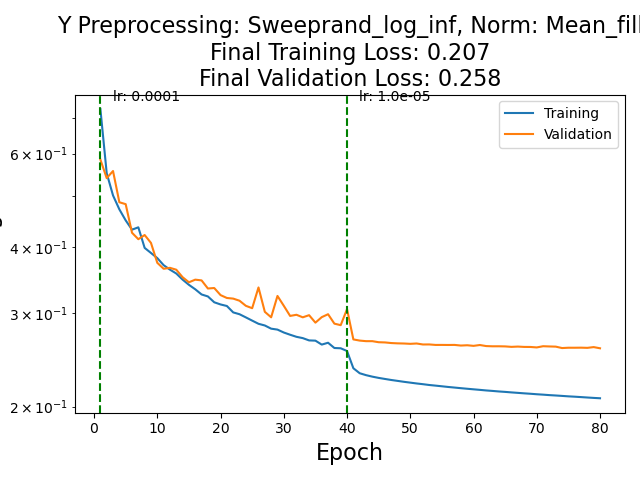 Y Preprocessing: Sweeprand_log_inf, Norm: Mean_fill
Final Training Loss: 0.207
Final Validation Loss: 0.258
lr: 0.0001
lr: 1.0e-05
Training
Validation
6 × 10⁻¹
4 × 10⁻¹
3 × 10⁻¹
2 × 10⁻¹
0 10 20 30 40 50 60 70 80
Epoch